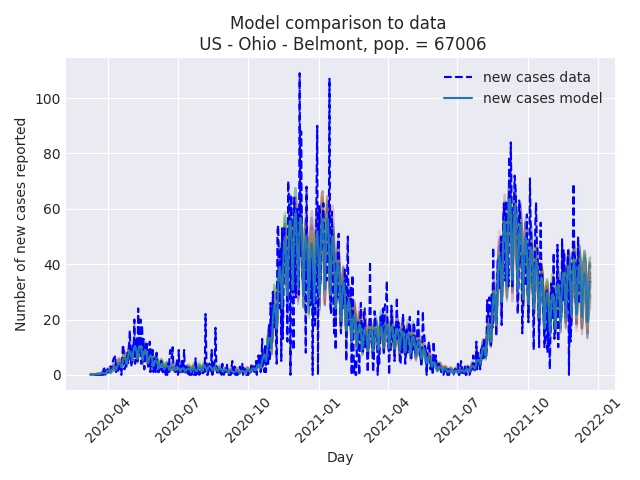 Model comparison to data
US - Ohio - Belmont, pop. = 67006
new cases data
new cases model
Number of new cases reported
100
80
60
40
20
0
2020-04
2020-07
2020-10
2021-01
2021-04
2021-07
2021-10
2022-01
Day